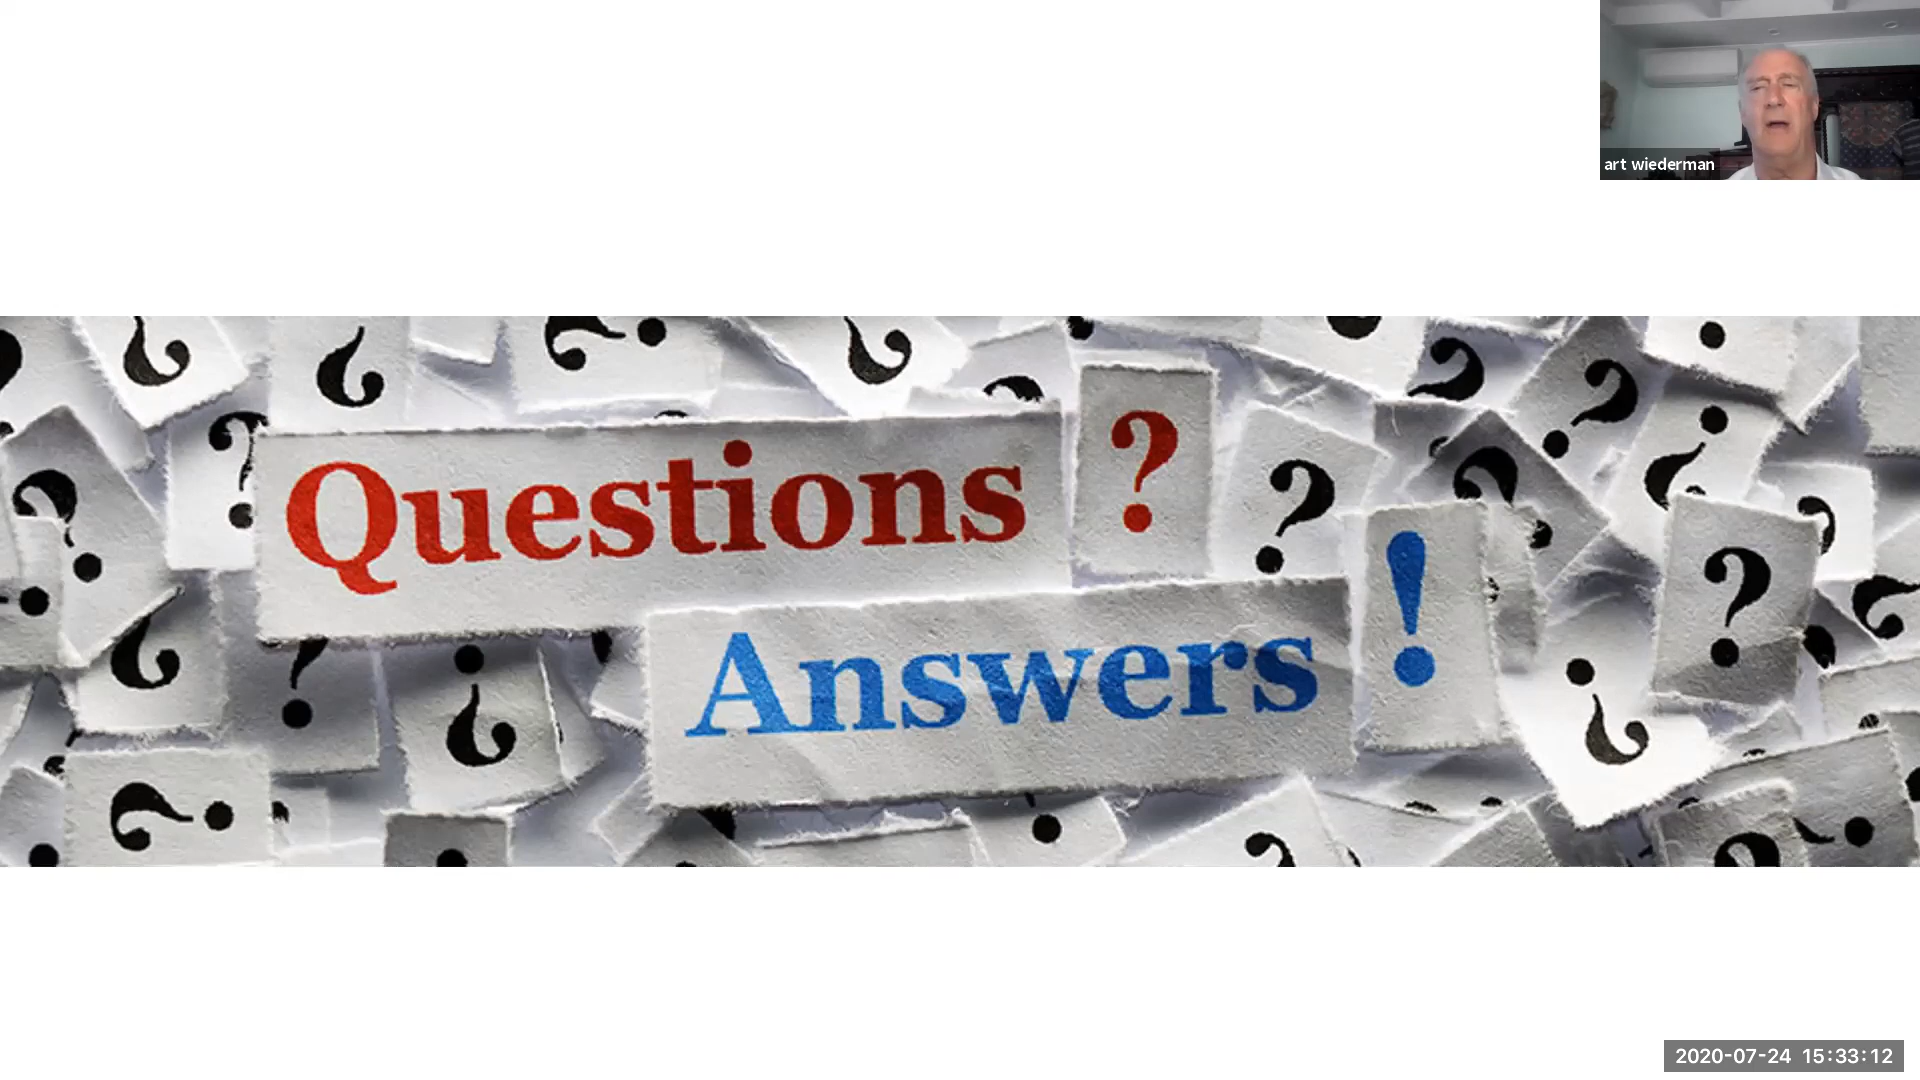 art wiederman
Questions ?
Answers !
2020-07-24 15:33:12